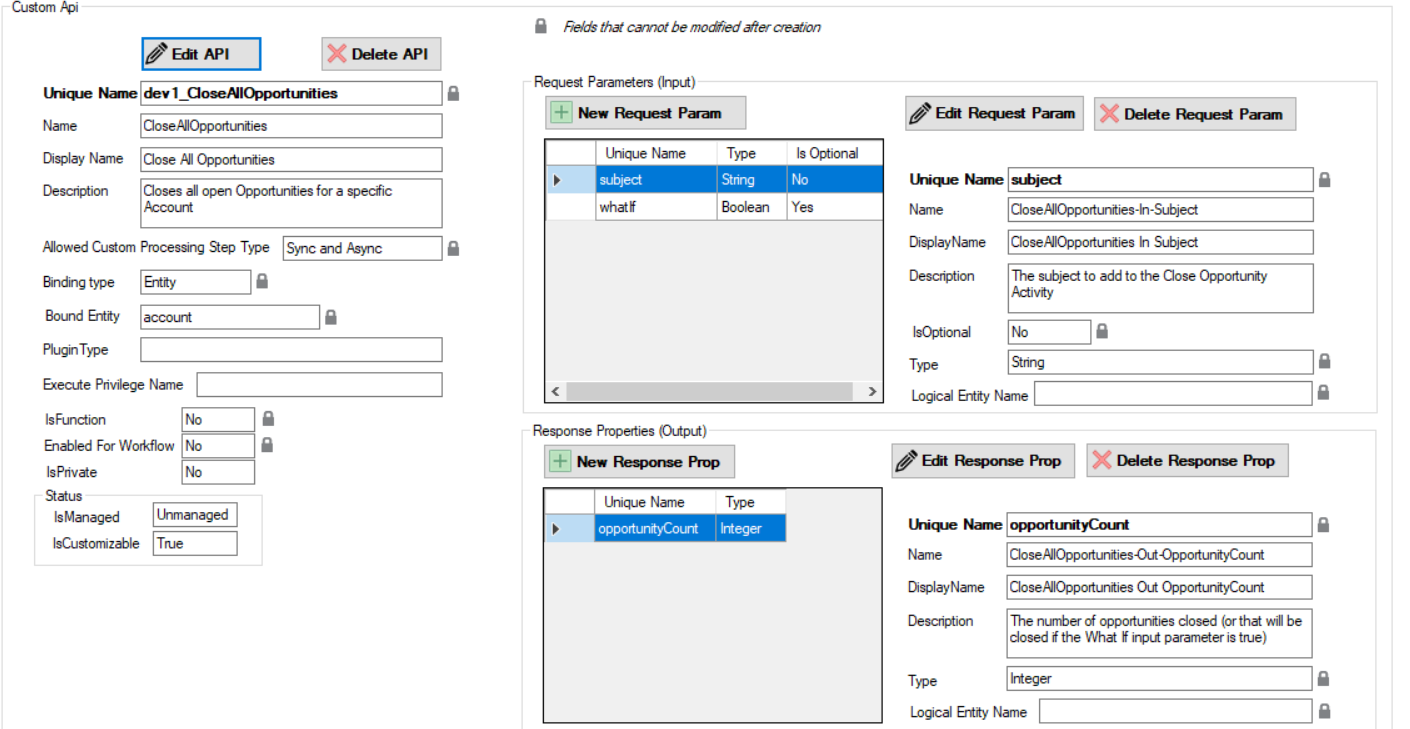 Custom Api
Fields that cannot be modified after creation
Edit API
Delete API
Unique Name dev1_CloseAllOpportunities
Name CloseAllOpportunities
Display Name Close All Opportunities
Description Closes all open Opportunities for a specific
Account
Allowed Custom Processing Step Type Sync and Async
Binding type Entity
Bound Entity account
PluginType
Execute Privilege Name
IsFunction No
Enabled For Workflow No
IsPrivate No
Status
IsManaged Unmanaged
IsCustomizable True
Request Parameters (Input)
New Request Param
Edit Request Param
Delete Request Param
Unique Name Type Is Optional
subject String No
whatIf Boolean Yes
Unique Name subject
Name CloseAllOpportunities-In-Subject
DisplayName CloseAllOpportunities In Subject
Description The subject to add to the Close Opportunity
Activity
IsOptional No
Type String
Logical Entity Name
Response Properties (Output)
New Response Prop
Edit Response Prop
Delete Response Prop
Unique Name Type
opportunityCount Integer
Unique Name opportunityCount
Name CloseAllOpportunities-Out-OpportunityCount
DisplayName CloseAllOpportunities Out OpportunityCount
Description The number of opportunities closed (or that will be
closed if the What If input parameter is true)
Type Integer
Logical Entity Name